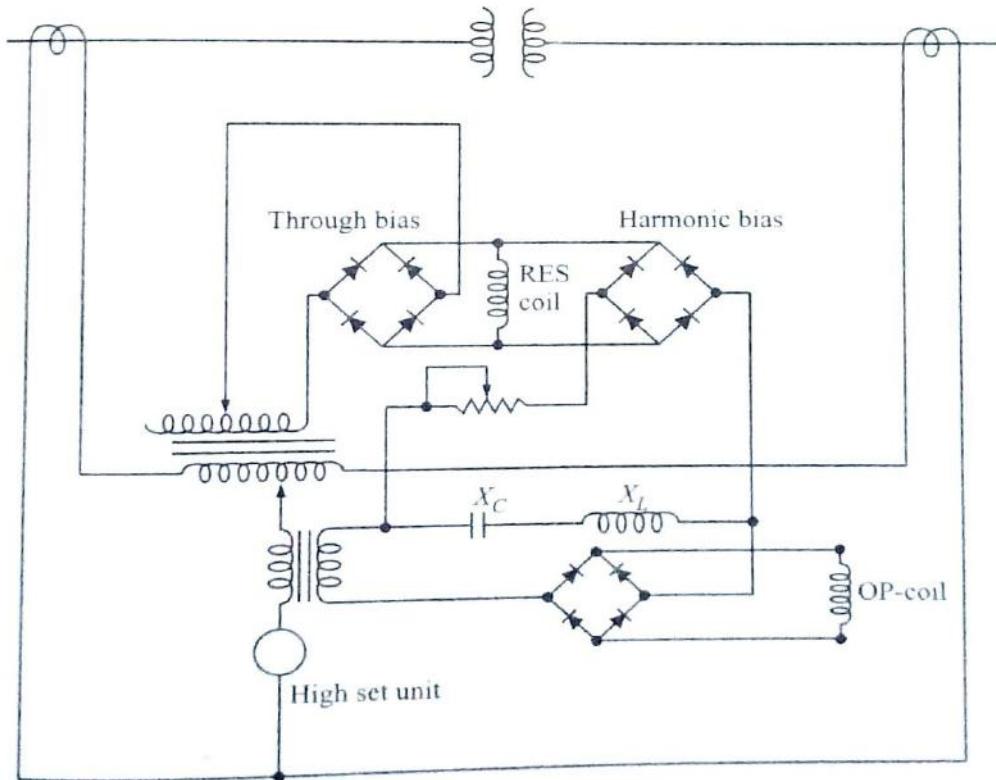 Through bias
Harmonic bias
RES
coil
X_C
X_L
OP-coil
High set unit